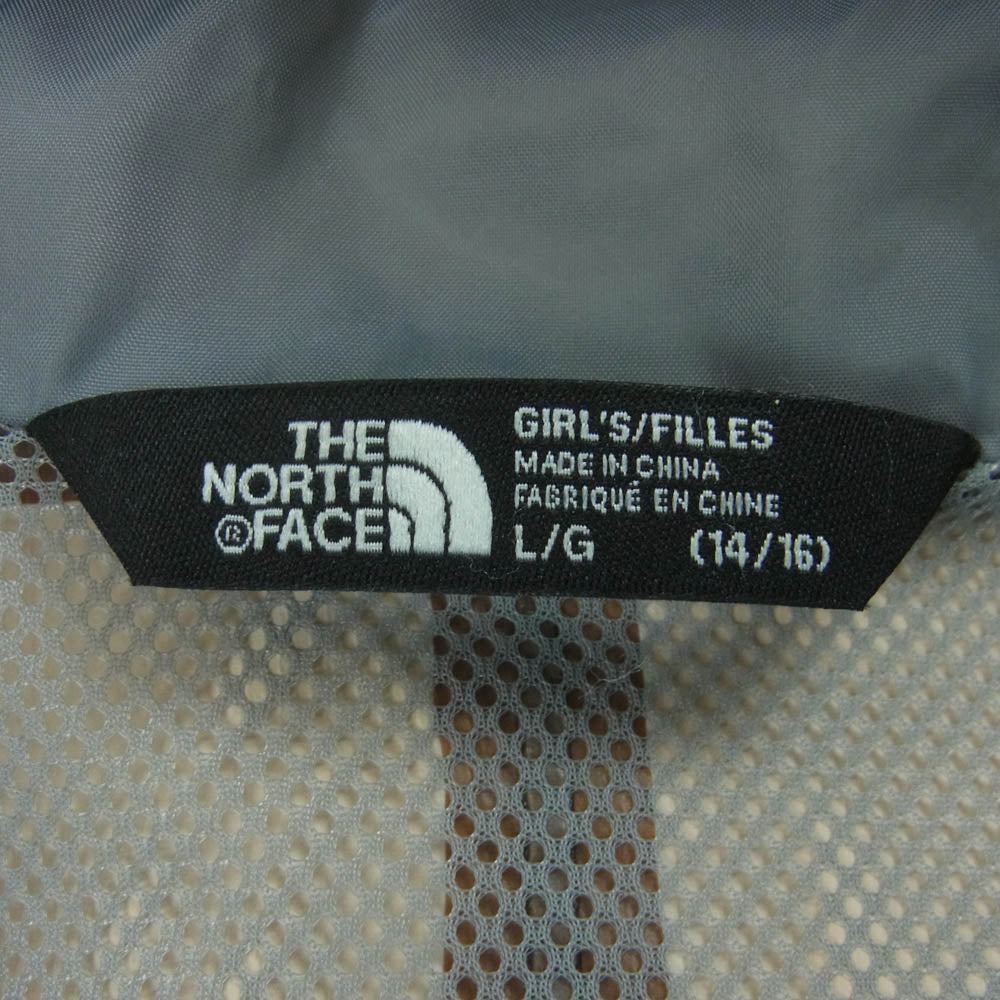 THE
NORTH
®FACE
GIRL'S/FILLES
MADE IN CHINA
FABRIQUÉ EN CHINE
L/G (14/16)